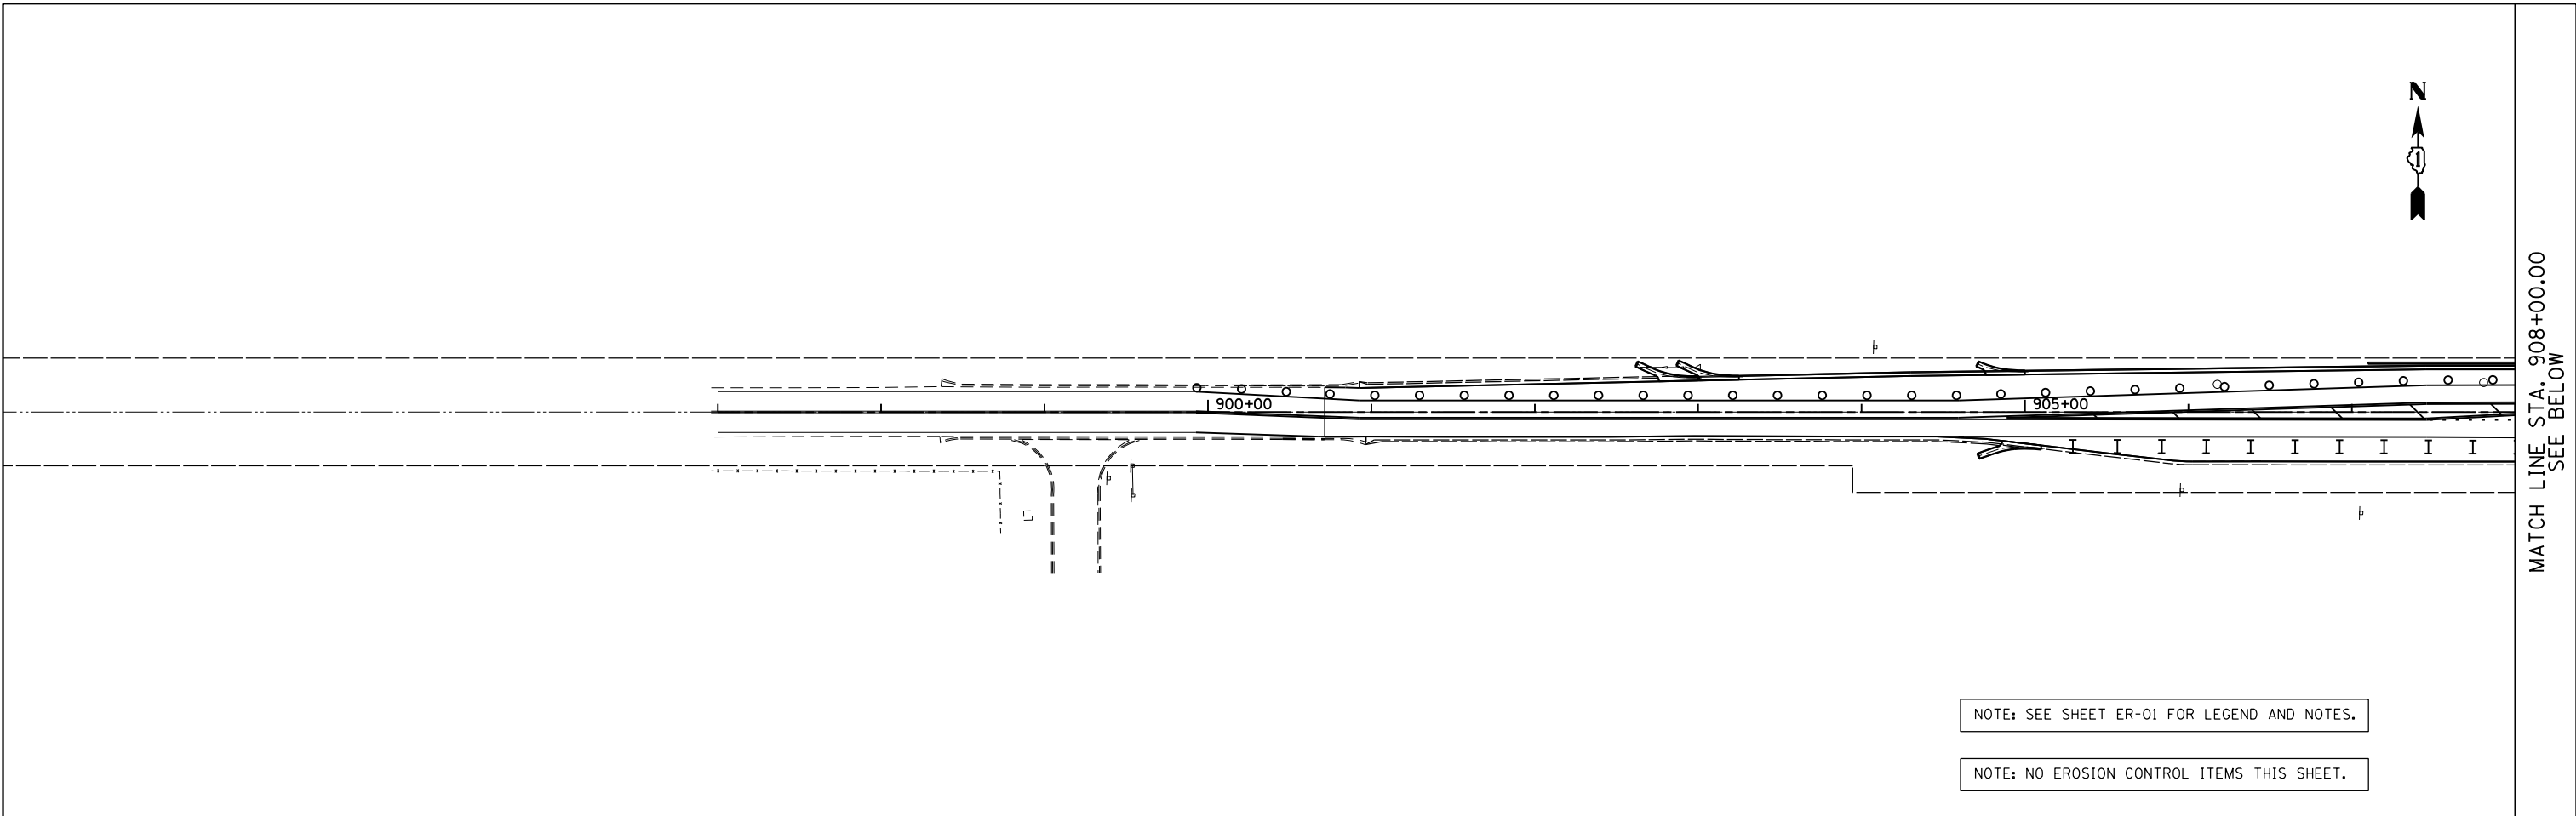 N
1
900+00
905+00
MATCH LINE STA. 908+00.00
SEE BELOW
NOTE: SEE SHEET ER-01 FOR LEGEND AND NOTES.
NOTE: NO EROSION CONTROL ITEMS THIS SHEET.